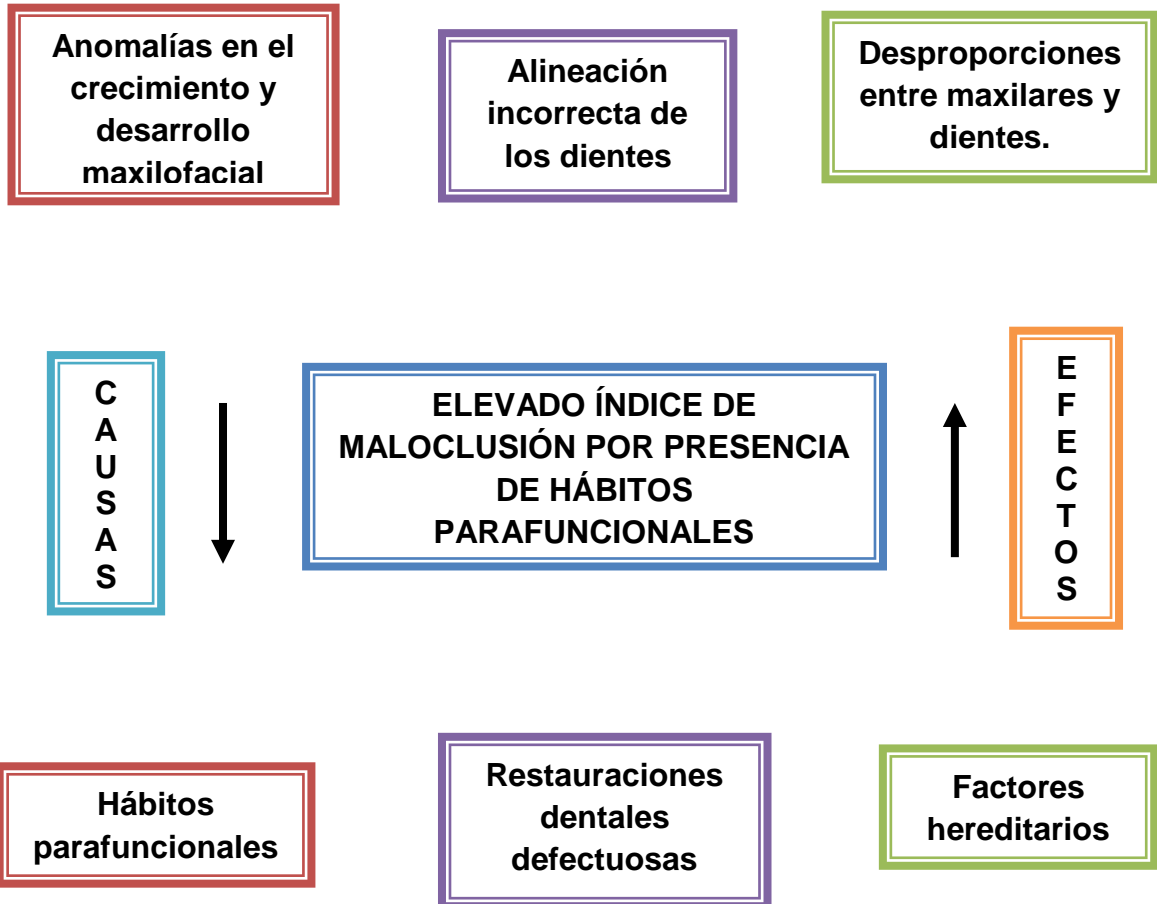 Anomalías en el
crecimiento y
desarrollo
maxilofacial
Alineación
incorrecta de
los dientes
Desproporciones
entre maxilares y
dientes.
C
A
U
S
A
S
ELEVADO ÍNDICE DE
MALOCLUSIÓN POR PRESENCIA
DE HÁBITOS
PARAFUNCIONALES
E
F
E
C
T
O
S
Hábitos
parafuncionales
Restauraciones
dentales
defectuosas
Factores
hereditarios